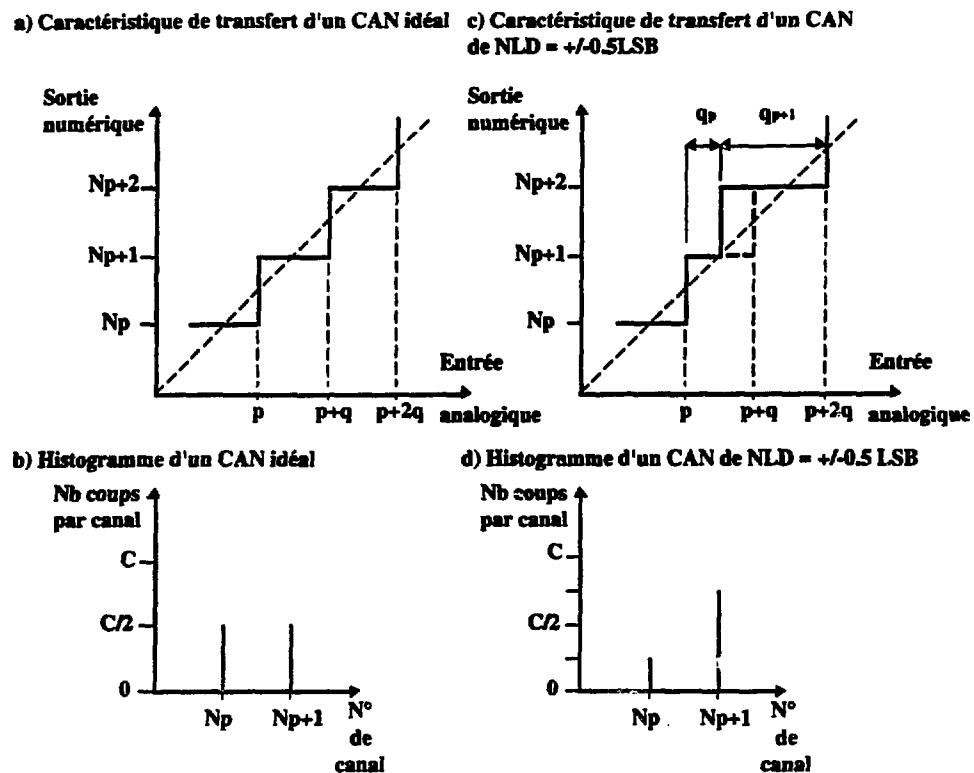 a) Caractéristique de transfert d'un CAN idéal
c) Caractéristique de transfert d'un CAN
de NLD = +/-0.5LSB
Sortie
numérique
Np+2
Np+1
Np
Entrée
analogique
p
p+q
p+2q
Sortie
numérique
qp
qp+1
Np+2
Np+1
Np
Entrée
analogique
p
p+q
p+2q
b) Histogramme d'un CAN idéal
Nb coups
par canal
C
C/2
0
Np
Np+1
N°
de
canal
d) Histogramme d'un CAN de NLD = +/-0.5 LSB
Nb coups
par canal
C
C/2
0
Np
Np+1
N°
de
canal